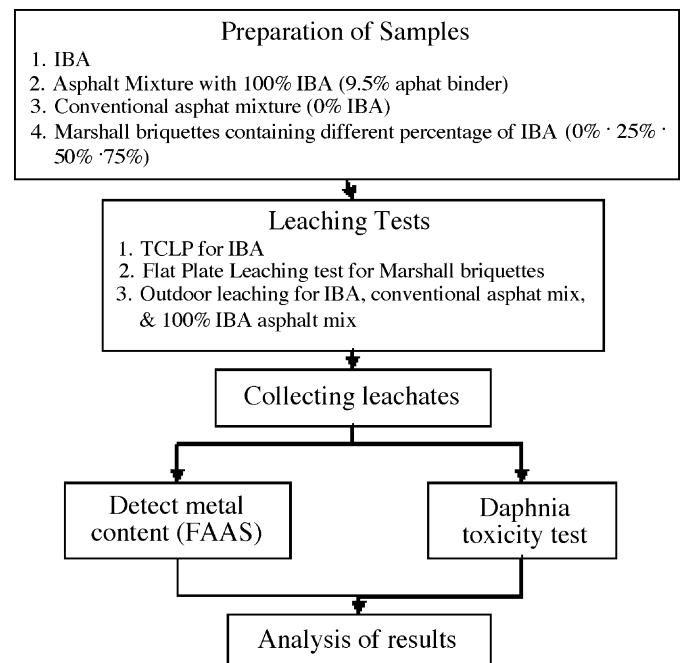 Preparation of Samples
1. IBA
2. Asphalt Mixture with 100% IBA (9.5% aphat binder)
3. Conventional asphat mixture (0% IBA)
4. Marshall briquettes containing different percentage of IBA (0% · 25% ·
50% ·75%)
Leaching Tests
1. TCLP for IBA
2. Flat Plate Leaching test for Marshall briquettes
3. Outdoor leaching for IBA, conventional asphat mix,
& 100% IBA asphalt mix
Collecting leachates
Detect metal
content (FAAS)
Daphnia
toxicity test
Analysis of results